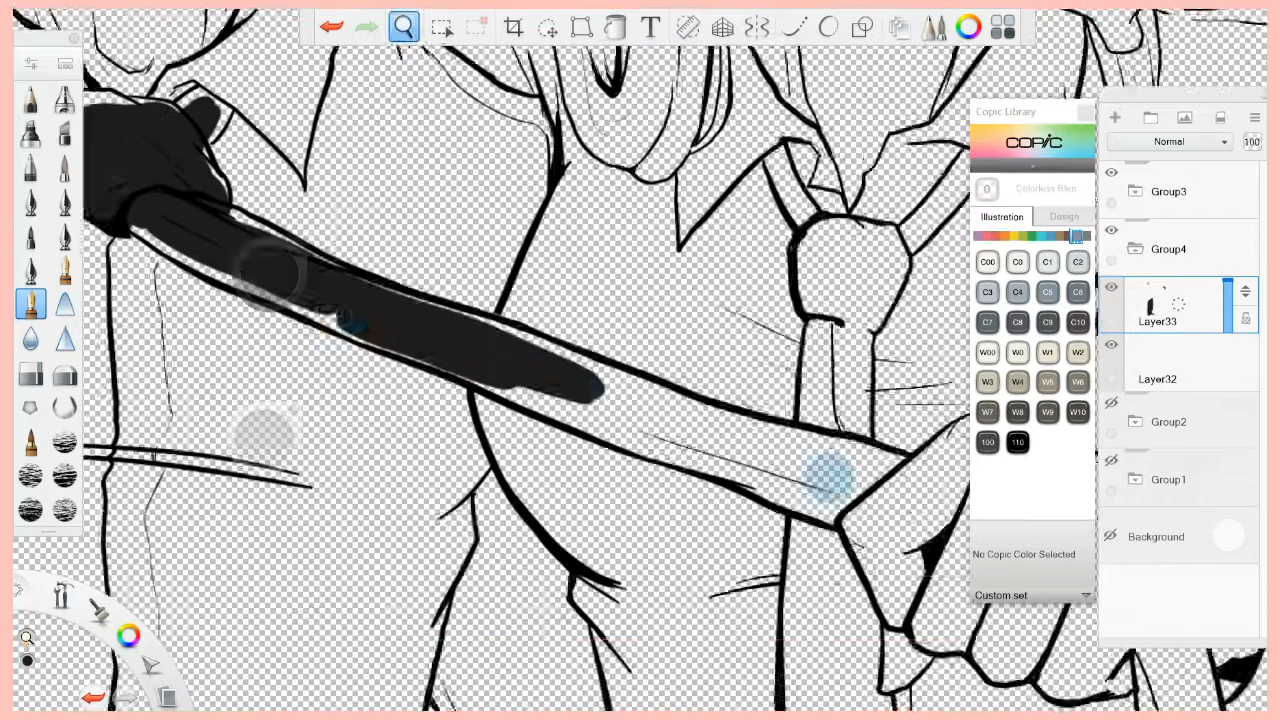 T
Copic Library
COPIC
0 Colorless Blen
Illustration Design
C00 C0 C1 C2
C3 C4 C5 C6
C7 C8 C9 C10
W00 W0 W1 W2
W3 W4 W5 W6
W7 W8 W9 W10
100 110
No Copic Color Selected
Custom set
Normal 100
Group3
Group4
Layer33
Layer32
Group2
Group1
Background